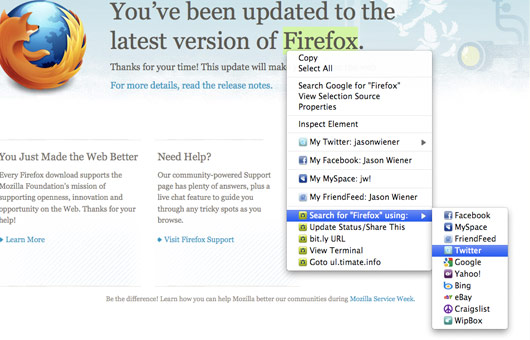 You've been updated to the
latest version of Firefox.
Thanks for your time! This update will mak
For more details, read the release notes.
Copy
Select All
Search Google for "Firefox"
View Selection Source
Properties
Inspect Element
My Twitter: jasonwiener
My Facebook: Jason Wiener
My MySpace: jw!
My FriendFeed: Jason Wiener
Search for "Firefox" using:
Update Status/Share This
bit.ly URL
View Terminal
Goto ul.timate.info
Facebook
MySpace
FriendFeed
Twitter
Google
Yahoo!
Bing
eBay
Craigslist
WipBox
You Just Made the Web Better
Every Firefox download supports the
Mozilla Foundation's mission of
supporting openness, innovation and
opportunity on the Web. Thanks for your
help!
Learn More
Need Help?
Our community-powered Support
page has plenty of answers, plus a
live chat feature to guide you
through any tricky spots as you
browse.
Visit Firefox Support
Be the difference! Learn how you can help Mozilla better our communities during Mozilla Service Week.